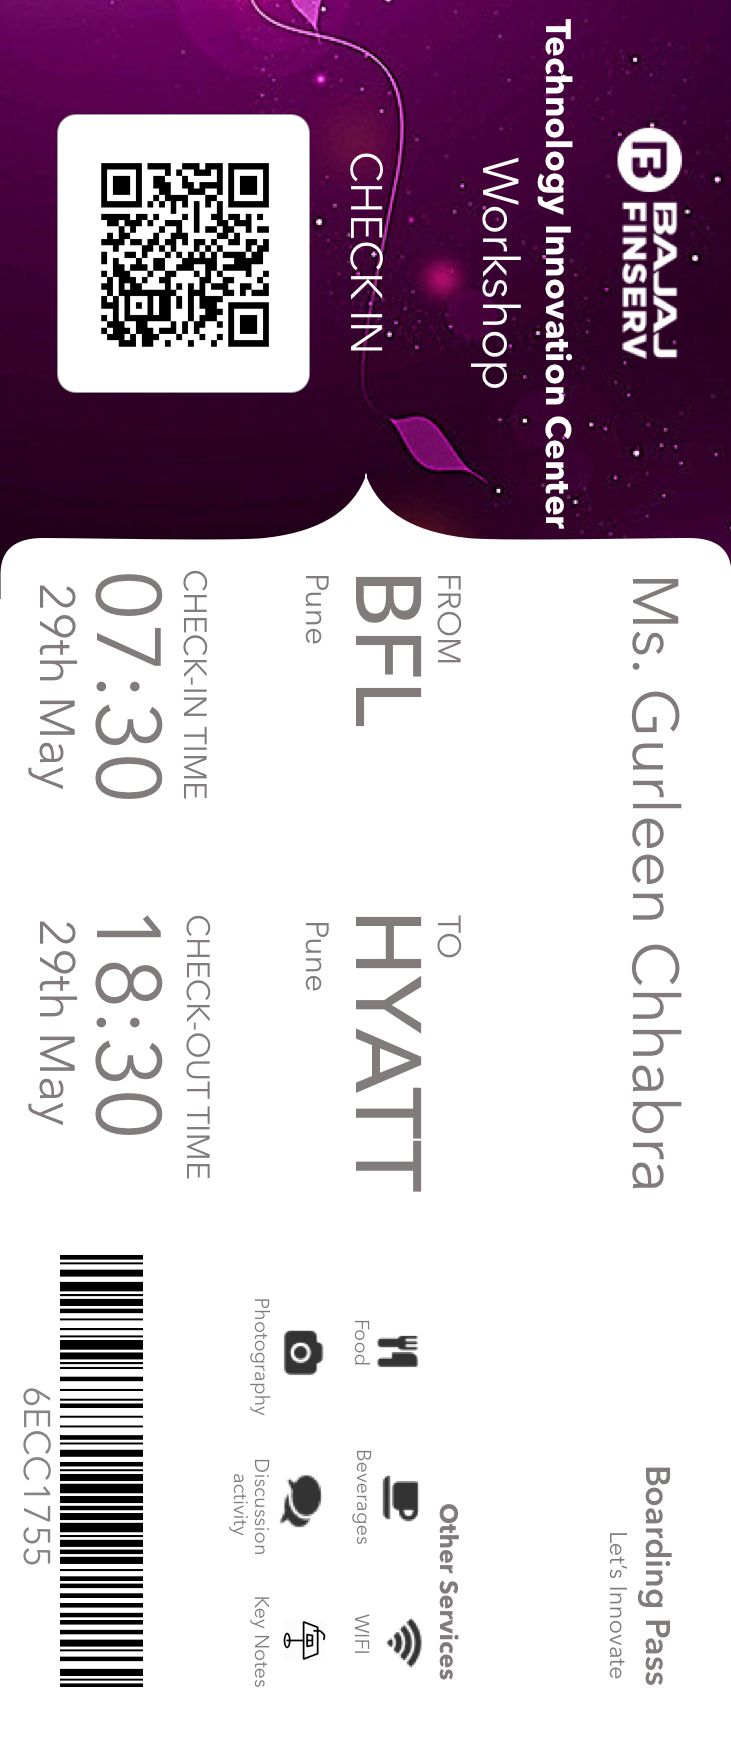 BAJAJ
FINSERV
Technology Innovation Center
Workshop
CHECK IN
Ms. Gurleen Chhabra
FROM
BFL
Pune
TO
HYATT
Pune
CHECK-IN TIME
07:30
29th May
CHECK-OUT TIME
18:30
29th May
Boarding Pass
Let's Innovate
Other Services
Food
Beverages
WIFI
Photography
Discussion
activity
Key Notes
6ECC1755